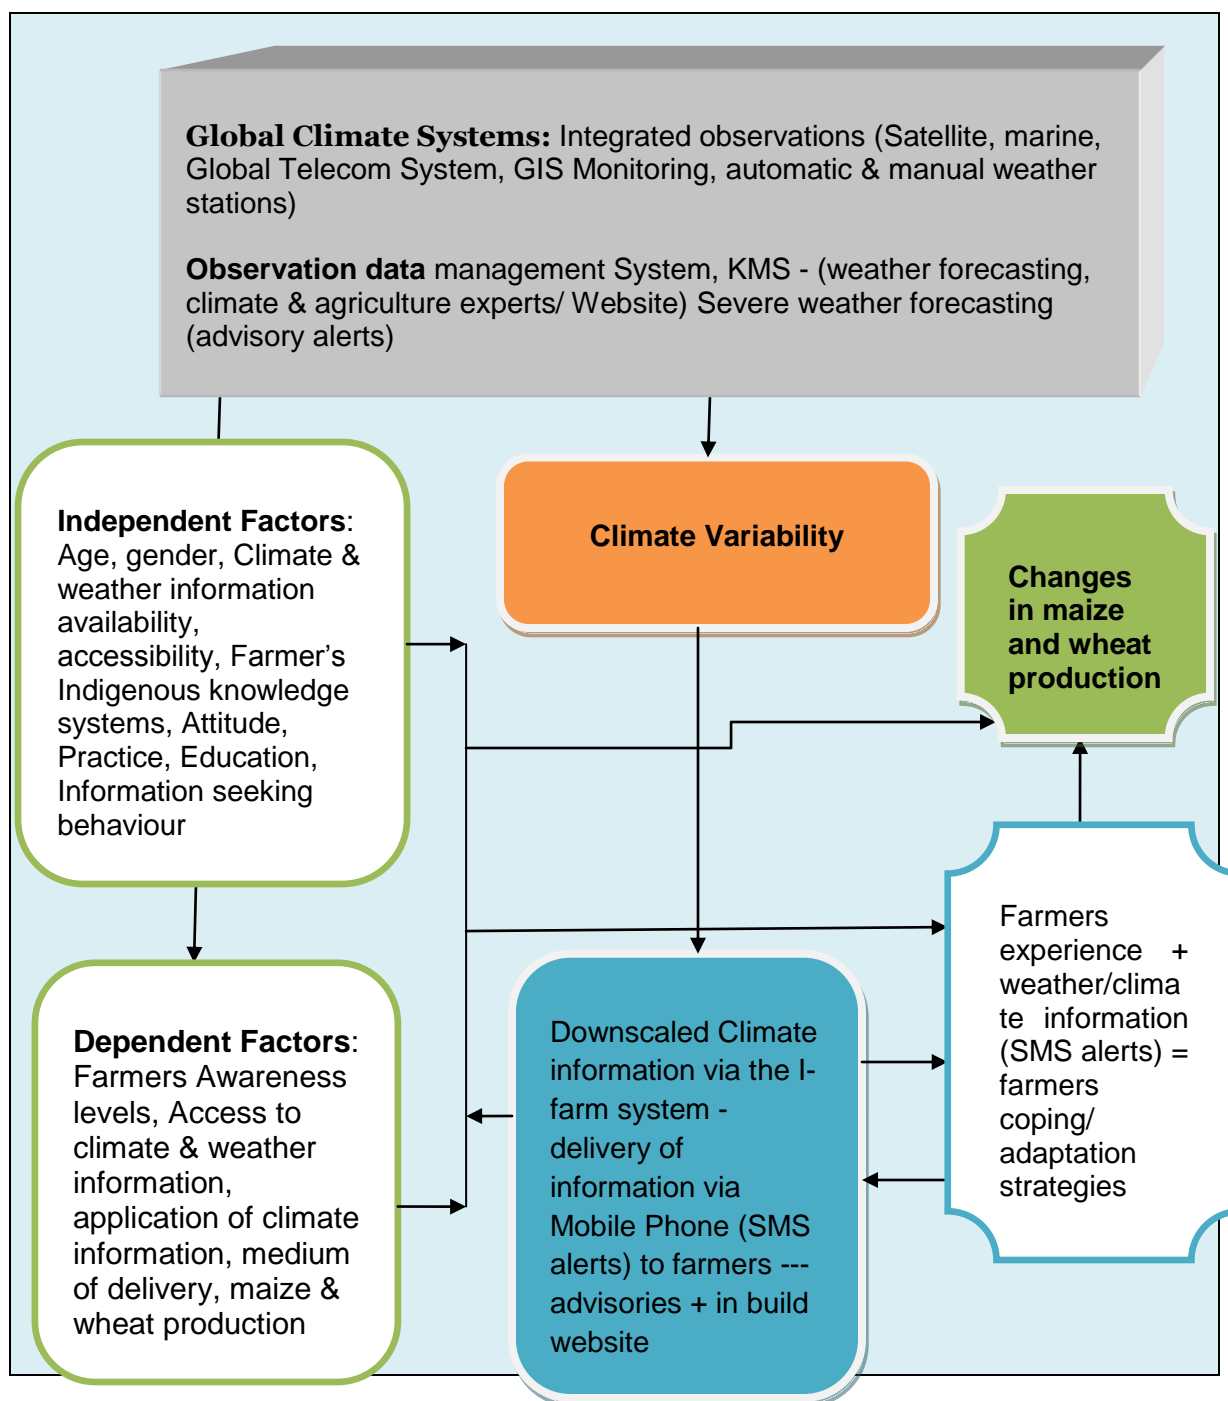 Global Climate Systems: Integrated observations (Satellite, marine,
Global Telecom System, GIS Monitoring, automatic & manual weather
stations)
Observation data management System, KMS - (weather forecasting,
climate & agriculture experts/ Website) Severe weather forecasting
(advisory alerts)
Independent Factors:
Age, gender, Climate &
weather information
availability,
accessibility, Farmer’s
Indigenous knowledge
systems, Attitude,
Practice, Education,
Information seeking
behaviour
Climate Variability
Changes
in maize
and wheat
production
Dependent Factors:
Farmers Awareness
levels, Access to
climate & weather
information,
application of climate
information, medium
of delivery, maize &
wheat production
Downscaled Climate
information via the I-
farm system -
delivery of
information via
Mobile Phone (SMS
alerts) to farmers ---
advisories + in build
website
Farmers
experience +
weather/clima
te information
(SMS alerts) =
farmers
coping/
adaptation
strategies